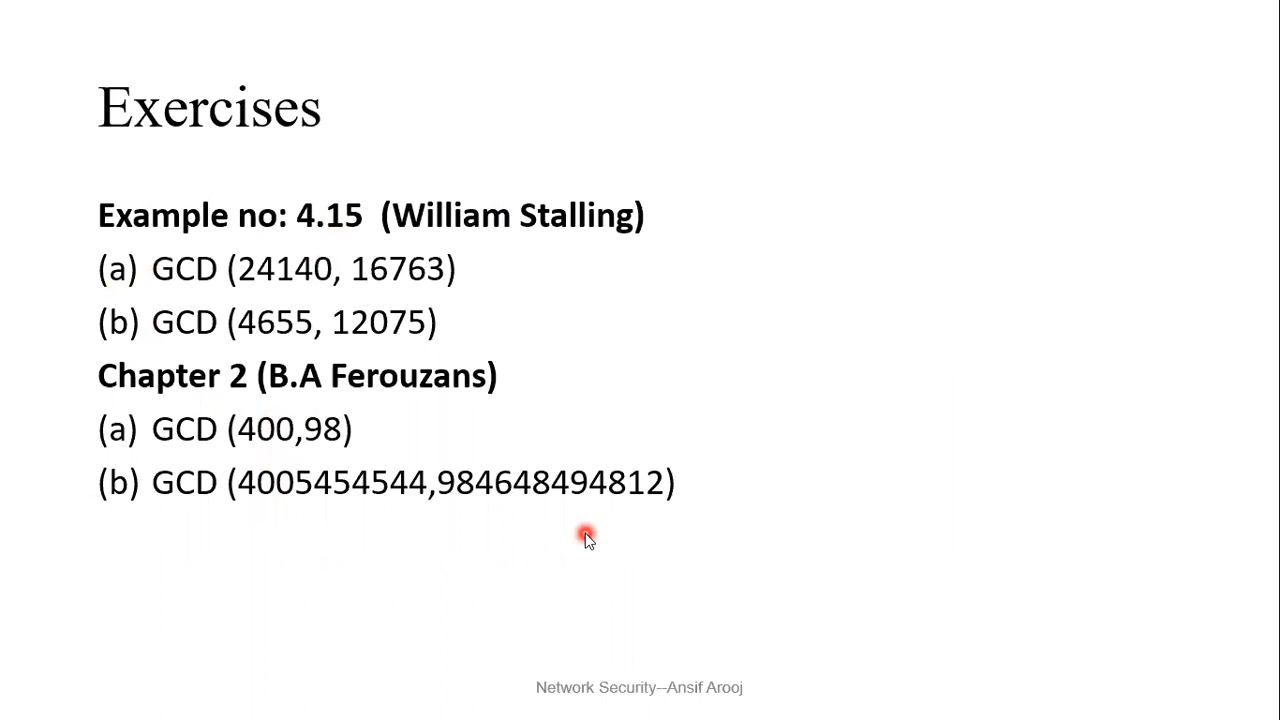 Exercises
Example no: 4.15 (William Stalling)
(a) GCD (24140, 16763)
(b) GCD (4655, 12075)
Chapter 2 (B.A Ferouzans)
(a) GCD (400,98)
(b) GCD (4005454544,984648494812)
Network Security--Ansif Arooj